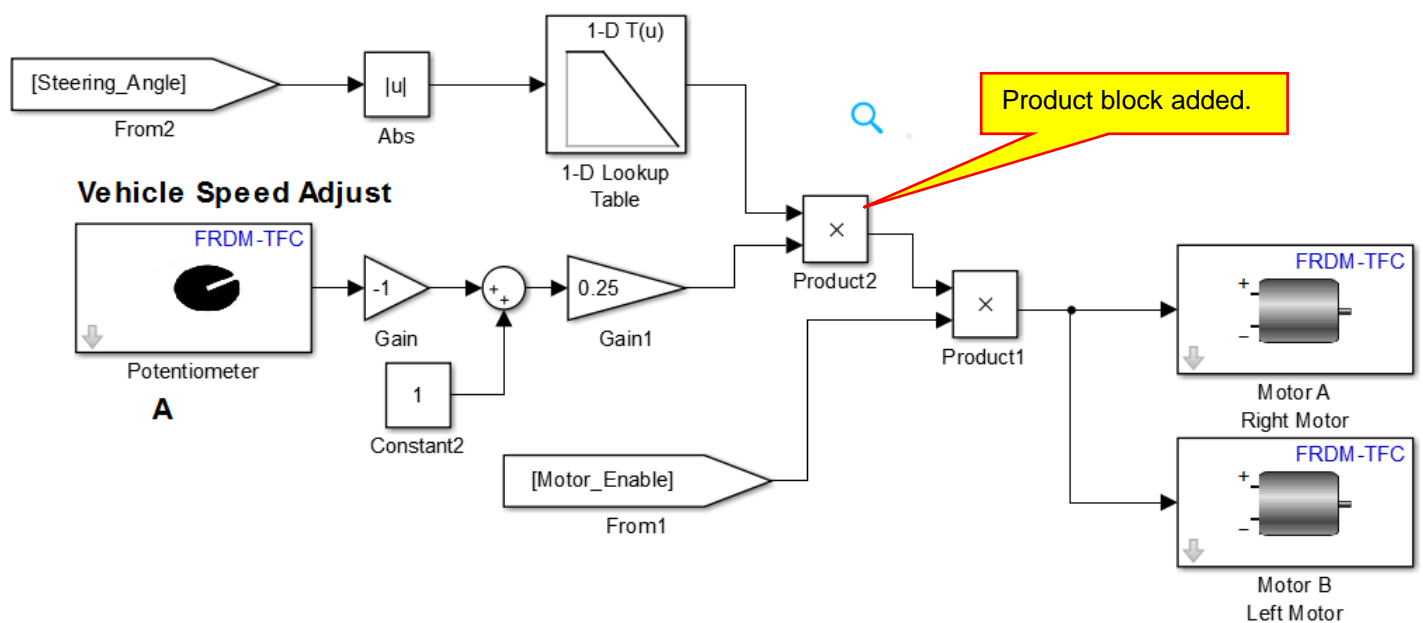 1-D T(u)
[Steering_Angle]
|u|
Product block added.
From2
Abs
1-D Lookup
Table
Vehicle Speed Adjust
FRDM-TFC
×
FRDM-TFC
-1
+
+
0.25
Product2
+
−
×
Gain
Gain1
Product1
Potentiometer
1
Motor A
A
Right Motor
Constant2
FRDM-TFC
[Motor_Enable]
+
−
From1
Motor B
Left Motor